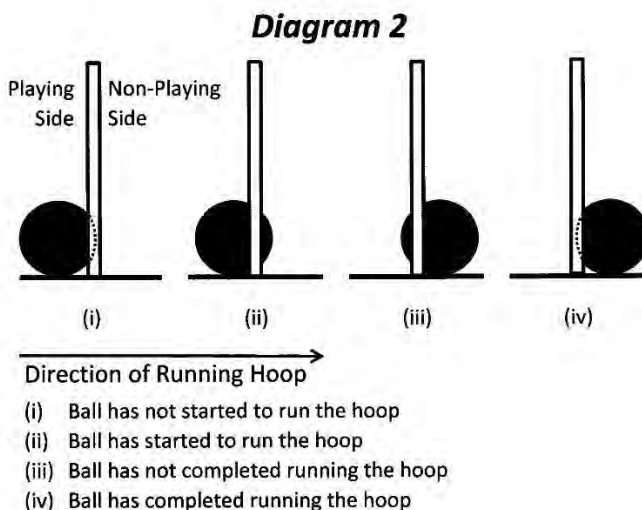 Diagram 2
Playing Side
Non-Playing Side
(i) (ii) (iii) (iv)
Direction of Running Hoop
(i) Ball has not started to run the hoop
(ii) Ball has started to run the hoop
(iii) Ball has not completed running the hoop
(iv) Ball has completed running the hoop